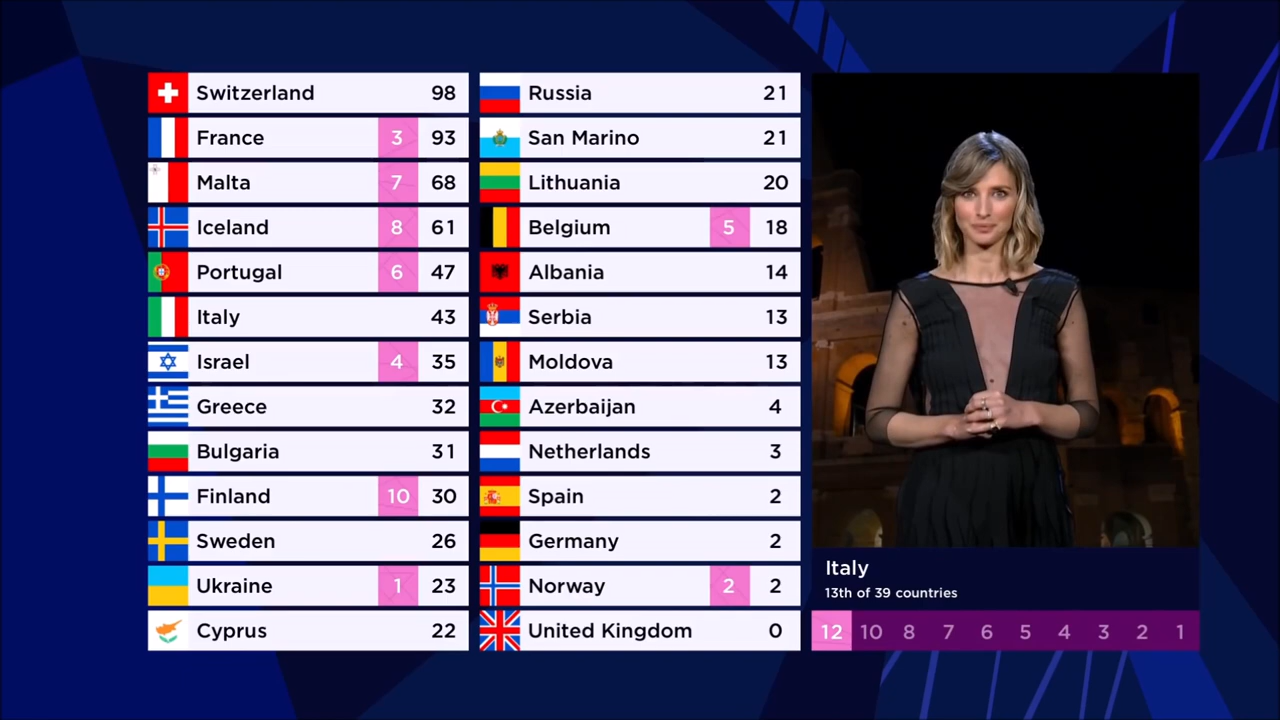 Switzerland 98
France 3 93
Malta 7 68
Iceland 8 61
Portugal 6 47
Italy 43
Israel 4 35
Greece 32
Bulgaria 31
Finland 10 30
Sweden 26
Ukraine 1 23
Cyprus 22
Russia 21
San Marino 21
Lithuania 20
Belgium 5 18
Albania 14
Serbia 13
Moldova 13
Azerbaijan 4
Netherlands 3
Spain 2
Germany 2
Norway 2 2
United Kingdom 0
Italy
13th of 39 countries
12 10 8 7 6 5 4 3 2 1